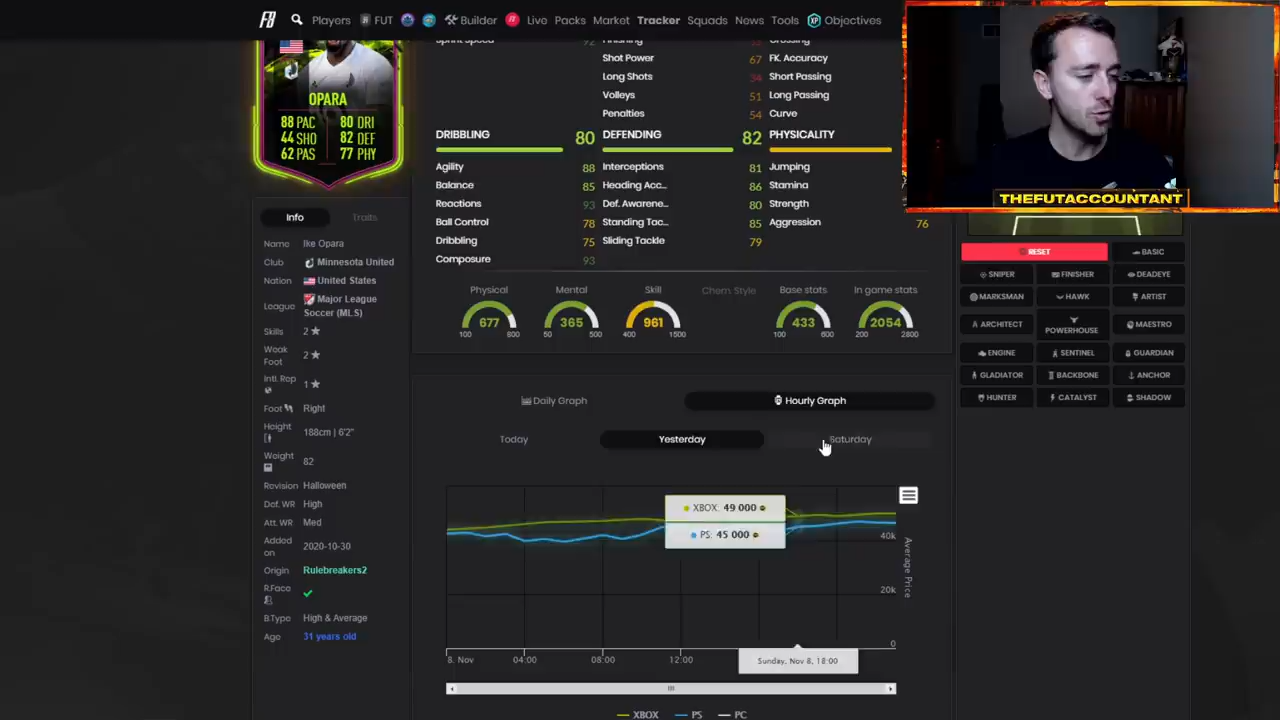 Players FUT Builder Live Packs Market Tracker Squads News Tools XP Objectives
OPARA
88 PAC 80 DRI
44 SHO 82 DEF
62 PAS 77 PHY
Info Traits
Name Ike Opara
Club Minnesota United
Nation United States
League Major League Soccer (MLS)
Skills 2★
Weak Foot 2★
Intl. Rep 1★
Foot Right
Height 188cm | 6'2"
Weight 82
Revision Halloween
Def. WR High
Att. WR Med
Added on 2020-10-30
Origin Rulebreakers2
R.Face
B.Type High & Average
Age 31 years old
Sprint Speed 92
Finishing
Crossing
Shot Power 67
FK. Accuracy
Long Shots 34
Short Passing
Volleys 51
Long Passing
Penalties 54
Curve
DRIBBLING 80 DEFENDING 82 PHYSICALITY
Agility 88 Interceptions 81 Jumping
Balance 85 Heading Acc... 86 Stamina
Reactions 93 Def. Awarene... 80 Strength
Ball Control 78 Standing Tac... 85 Aggression 76
Dribbling 75 Sliding Tackle 79
Composure 93
Physical Mental Skill Chem Style Base stats In game stats
677 365 961 433 2054
100 800 50 500 400 1500 100 600 200 2800
Daily Graph Hourly Graph
Today Yesterday Saturday
XBOX: 49 000
PS: 45 000
40k
20k
0
Average Price
8. Nov 04:00 08:00 12:00
Sunday, Nov 8, 18:00
XBOX PS PC
THEFUTACCOUNTANT
RESET BASIC
SNIPER FINISHER DEADEYE
MARKSMAN HAWK ARTIST
ARCHITECT POWERHOUSE MAESTRO
ENGINE SENTINEL GUARDIAN
GLADIATOR BACKBONE ANCHOR
HUNTER CATALYST SHADOW